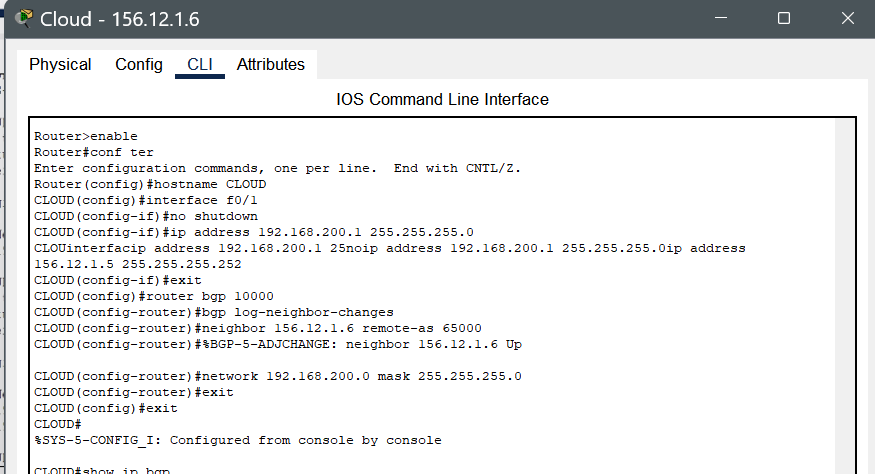 Cloud - 156.12.1.6
Physical Config CLI Attributes
IOS Command Line Interface
Router>enable
Router#conf ter
Enter configuration commands, one per line.  End with CNTL/Z.
Router(config)#hostname CLOUD
CLOUD(config)#interface f0/1
CLOUD(config-if)#no shutdown
CLOUD(config-if)#ip address 192.168.200.1 255.255.255.0
CLOUinterfacip address 192.168.200.1 25noip address 192.168.200.1 255.255.255.0ip address
156.12.1.5 255.255.255.252
CLOUD(config-if)#exit
CLOUD(config)#router bgp 10000
CLOUD(config-router)#bgp log-neighbor-changes
CLOUD(config-router)#neighbor 156.12.1.6 remote-as 65000
CLOUD(config-router)#%BGP-5-ADJCHANGE: neighbor 156.12.1.6 Up
CLOUD(config-router)#network 192.168.200.0 mask 255.255.255.0
CLOUD(config-router)#exit
CLOUD(config)#exit
CLOUD#
%SYS-5-CONFIG_I: Configured from console by console
CLOUD#show ip bgp